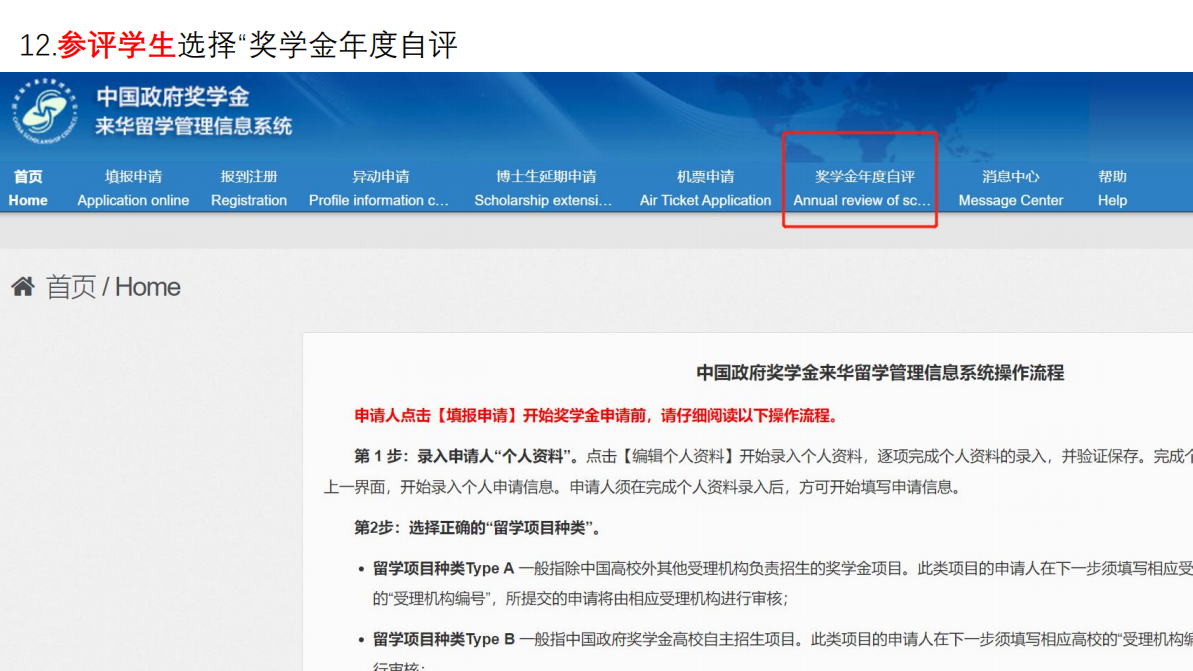 12.参评学生选择“奖学金年度自评
中国政府奖学金
来华留学管理信息系统
首页 填报申请 报到注册 异动申请 博士生延期申请 机票申请 奖学金年度自评 消息中心 帮助
Home Application online Registration Profile information c... Scholarship extensi... Air Ticket Application Annual review of sc... Message Center Help
首页 / Home
中国政府奖学金来华留学管理信息系统操作流程
申请人点击【填报申请】开始奖学金申请前，请仔细阅读以下操作流程。
第 1 步：录入申请人“个人资料”。点击【编辑个人资料】开始录入个人资料，逐项完成个人资料的录入，并验证保存。完成
上一界面，开始录入个人申请信息。申请人须在完成个人资料录入后，方可开始填写申请信息。
第2步：选择正确的“留学项目种类”。
• 留学项目种类Type A 一般指除中国高校外其他受理机构负责招生的奖学金项目。此类项目的申请人在下一步须填写相应受
的“受理机构编号”，所提交的申请将由相应受理机构进行审核；
• 留学项目种类Type B 一般指中国政府奖学金高校自主招生项目。此类项目的申请人在下一步须填写相应高校的“受理机构编
行审核；